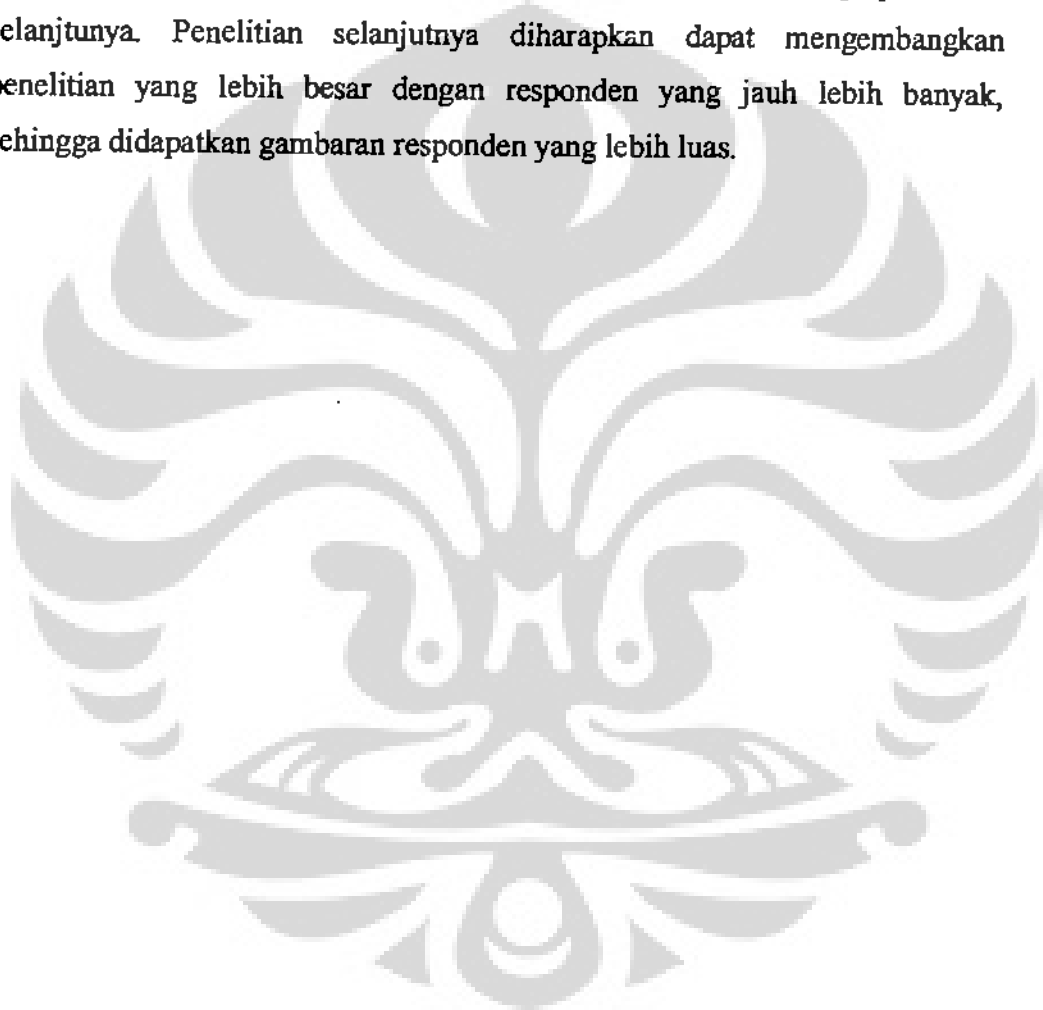 elanjtunya. Penelitian selanjutnya diharapkan dapat mengembangkan
penelitian yang lebih besar dengan responden yang jauh lebih banyak,
ehingga didapatkan gambaran responden yang lebih luas.